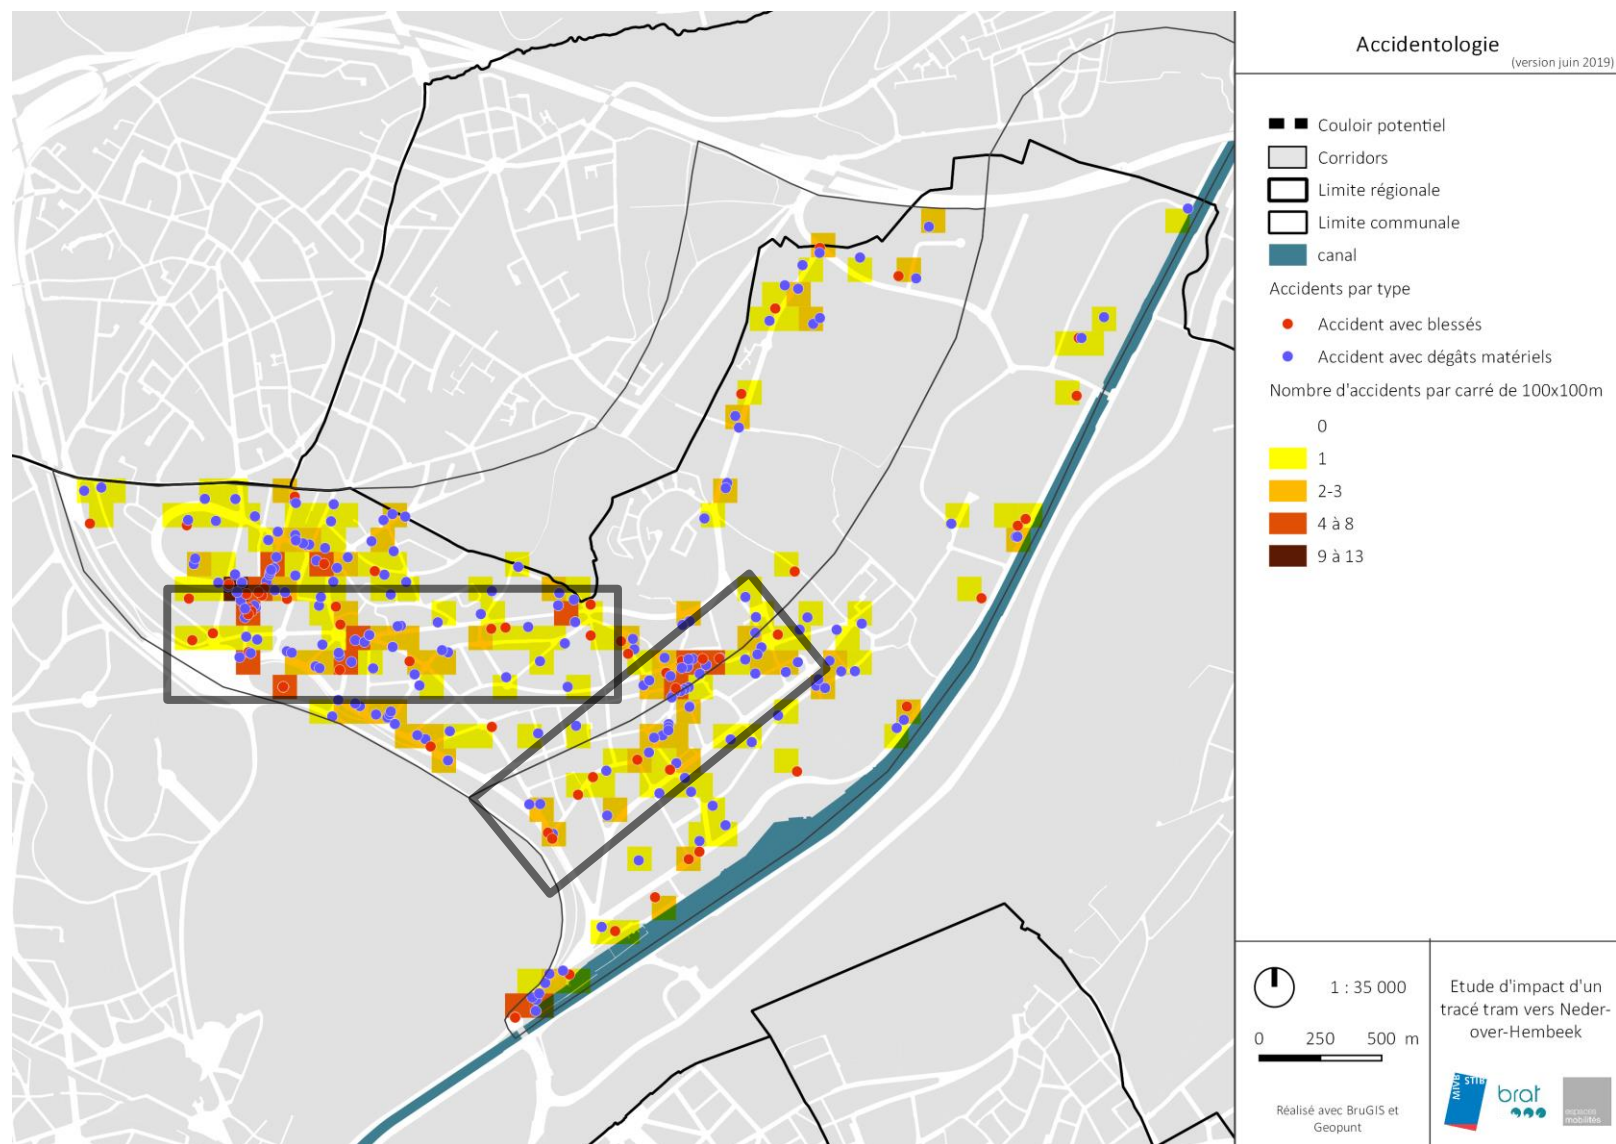 Accidentologie
(version juin 2019)
Couloir potentiel
Corridors
Limite régionale
Limite communale
canal
Accidents par type
Accident avec blessés
Accident avec dégâts matériels
Nombre d'accidents par carré de 100x100m
0
1
2-3
4 à 8
9 à 13
1 : 35 000
0 250 500 m
Réalisé avec BruGIS et
Geopunt
Etude d'impact d'un
tracé tram vers Neder-
over-Hembeek
MIVB
STIB
brat
espaces
mobilités